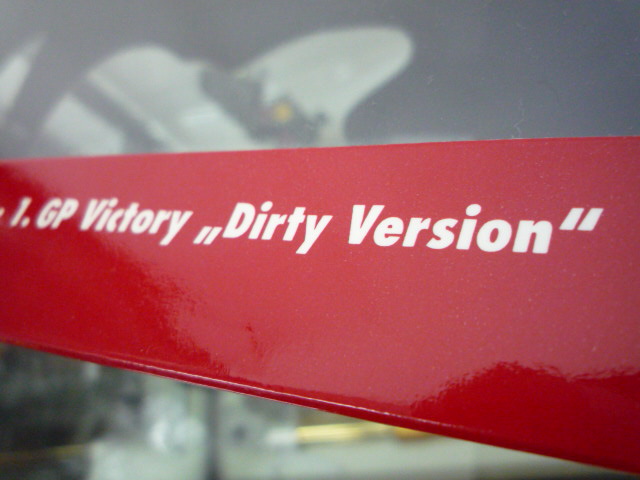 1. GP Victory „Dirty Version“